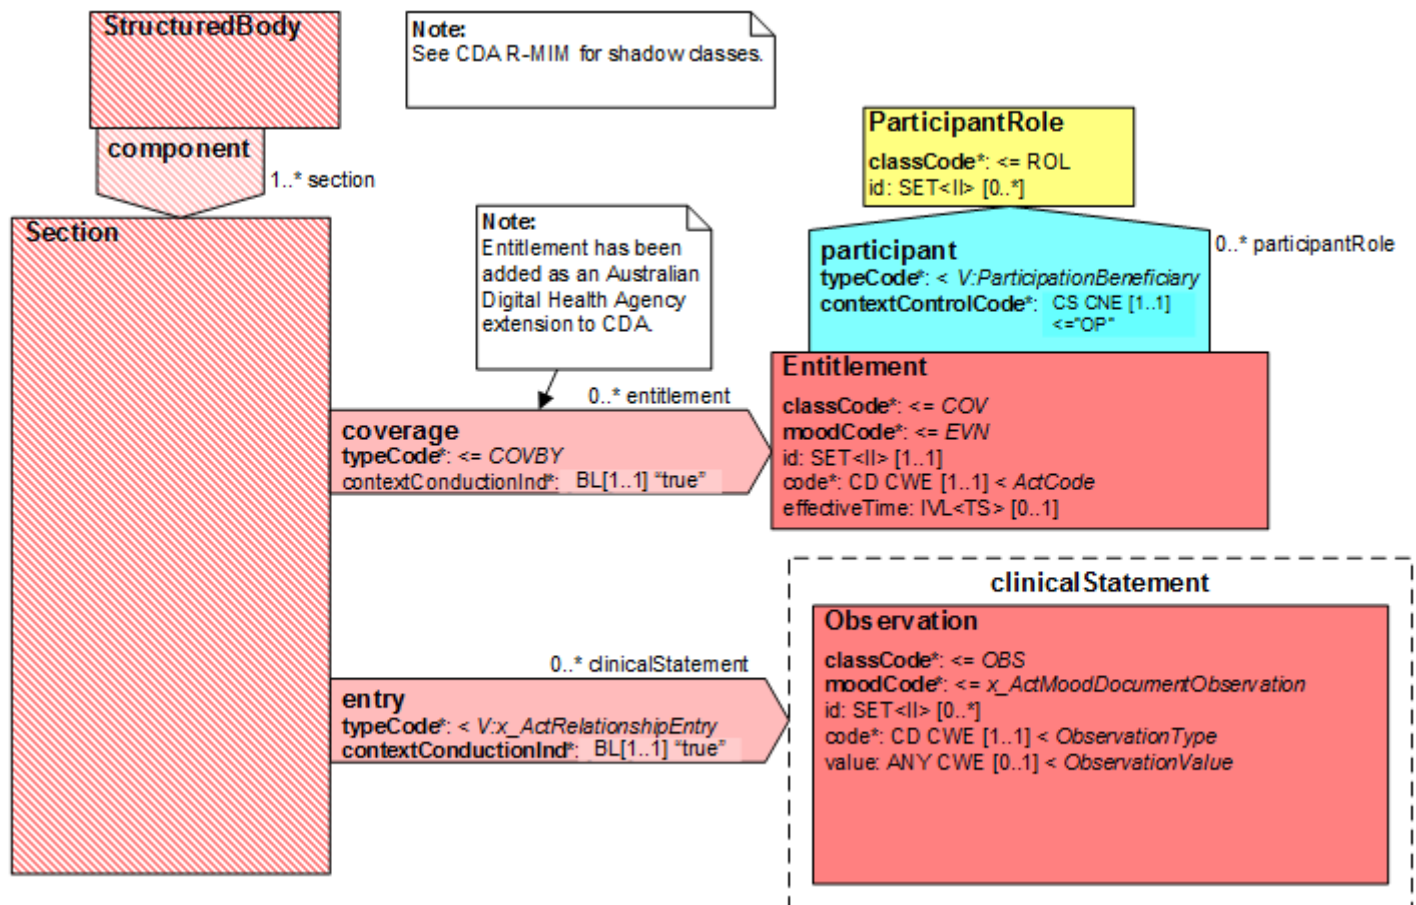 StructuredBody
Note:
See CDA R-MIM for shadow classes.
component
1..* section
ParticipantRole
classCode*: <= ROL
id: SET<II> [0..*]
Section
Note:
Entitlement has been
added as an Australian
Digital Health Agency
extension to CDA.
participant
typeCode*: < V:ParticipationBeneficiary
contextControlCode*: CS CNE [1..1]
<="OP"
0..* participantRole
0..* entitlement
coverage
typeCode*: <= COVBY
contextConductionInd*: BL[1..1] “true”
Entitlement
classCode*: <= COV
moodCode*: <= EVN
id: SET<II> [1..1]
code*: CD CWE [1..1] < ActCode
effectiveTime: IVL<TS> [0..1]
clinicalStatement
Observation
classCode*: <= OBS
moodCode*: <= x_ActMoodDocumentObservation
id: SET<II> [0..*]
code*: CD CWE [1..1] < ObservationType
value: ANY CWE [0..1] < ObservationValue
0..* clinicalStatement
entry
typeCode*: < V:x_ActRelationshipEntry
contextConductionInd*: BL[1..1] “true”